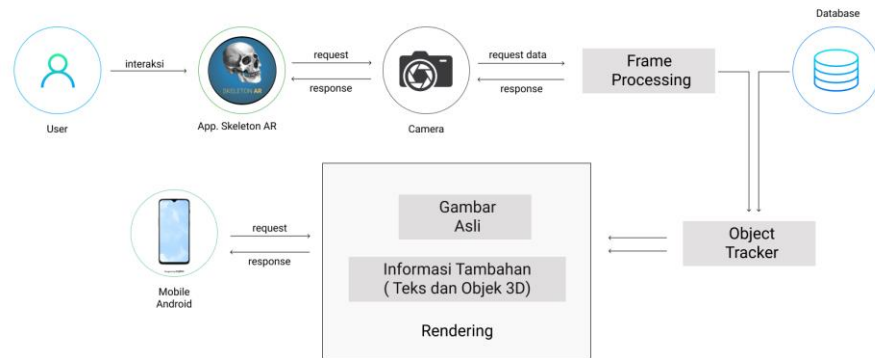 Database
interaksi
request
response
SKELETON AR
request data
response
Frame
Processing
User
App. Skeleton AR
Camera
Gambar
Asli
request
response
Object
Tracker
Informasi Tambahan
( Teks dan Objek 3D)
Mobile
Android
Rendering